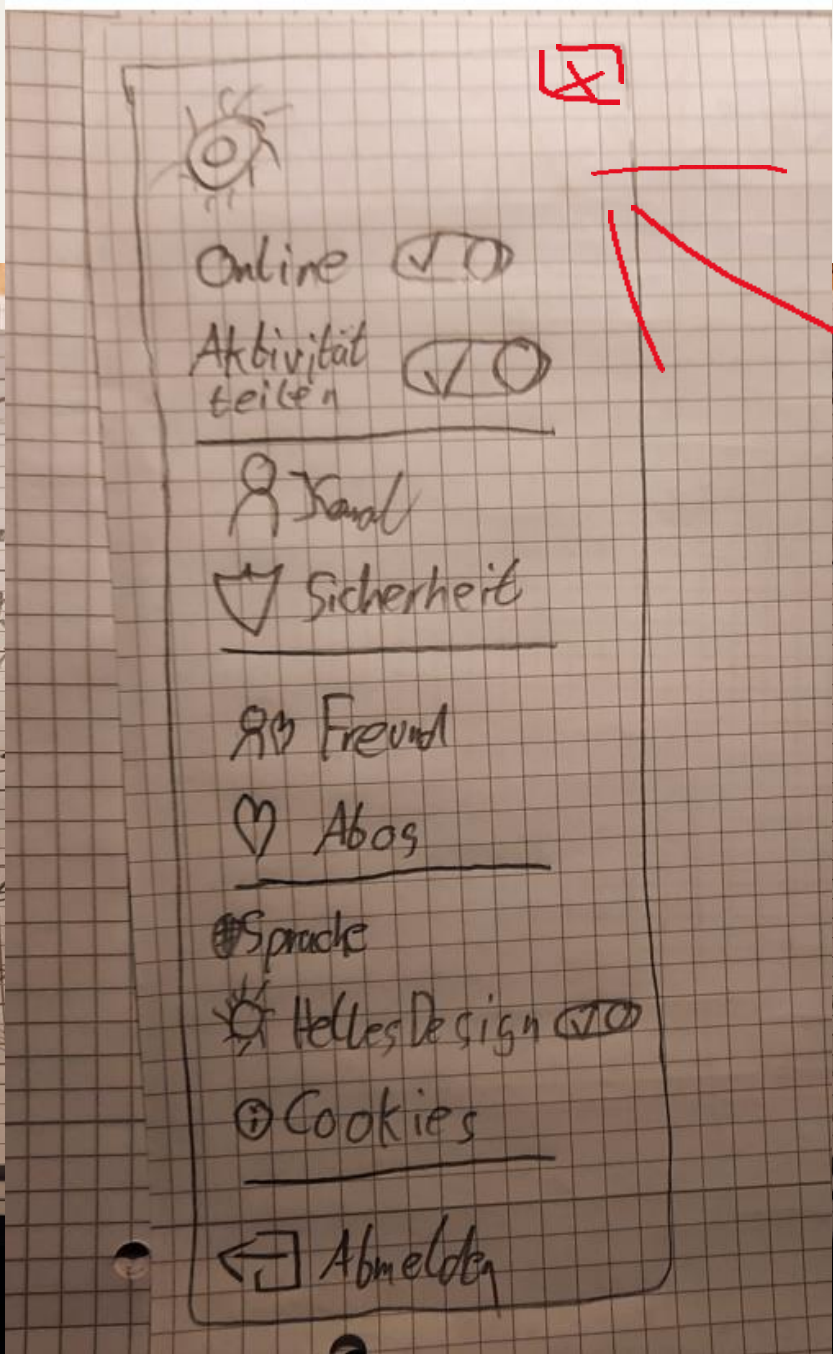 Online
Aktivität
teilen
Kanal
Sicherheit
Freund
Abos
Sprache
Helles Design
Cookies
Abmelden